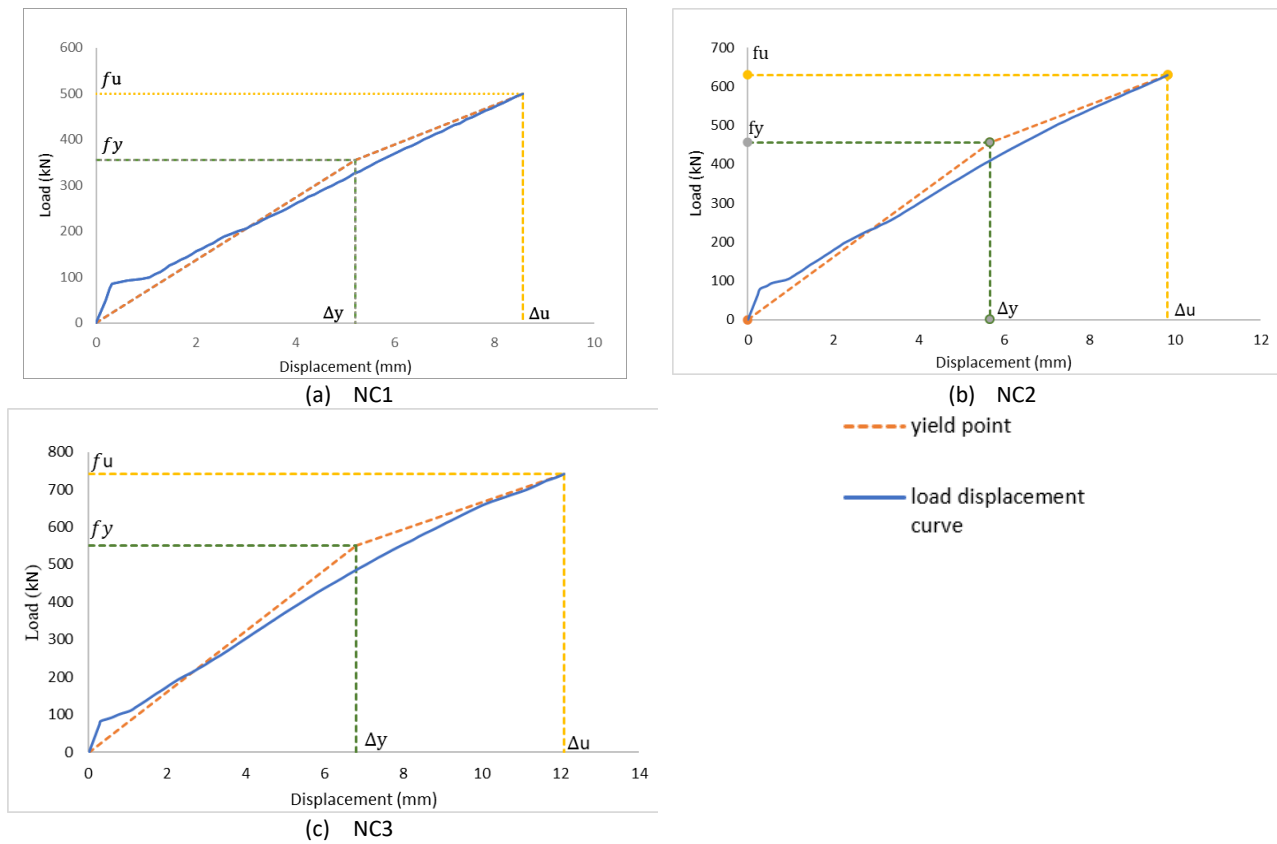 600
500
400
300
200
100
0
Load (kN)
fu
fy
Δy
Δu
0 2 4 6 8 10
Displacement (mm)
(a) NC1
700
600
500
400
300
200
100
0
Load (kN)
fu
fy
Δy
Δu
0 2 4 6 8 10 12
Displacement (mm)
(b) NC2
800
700
600
500
400
300
200
100
0
Load (kN)
fu
fy
Δy
Δu
0 2 4 6 8 10 12 14
Displacement (mm)
(c) NC3
yield point
load displacement
curve